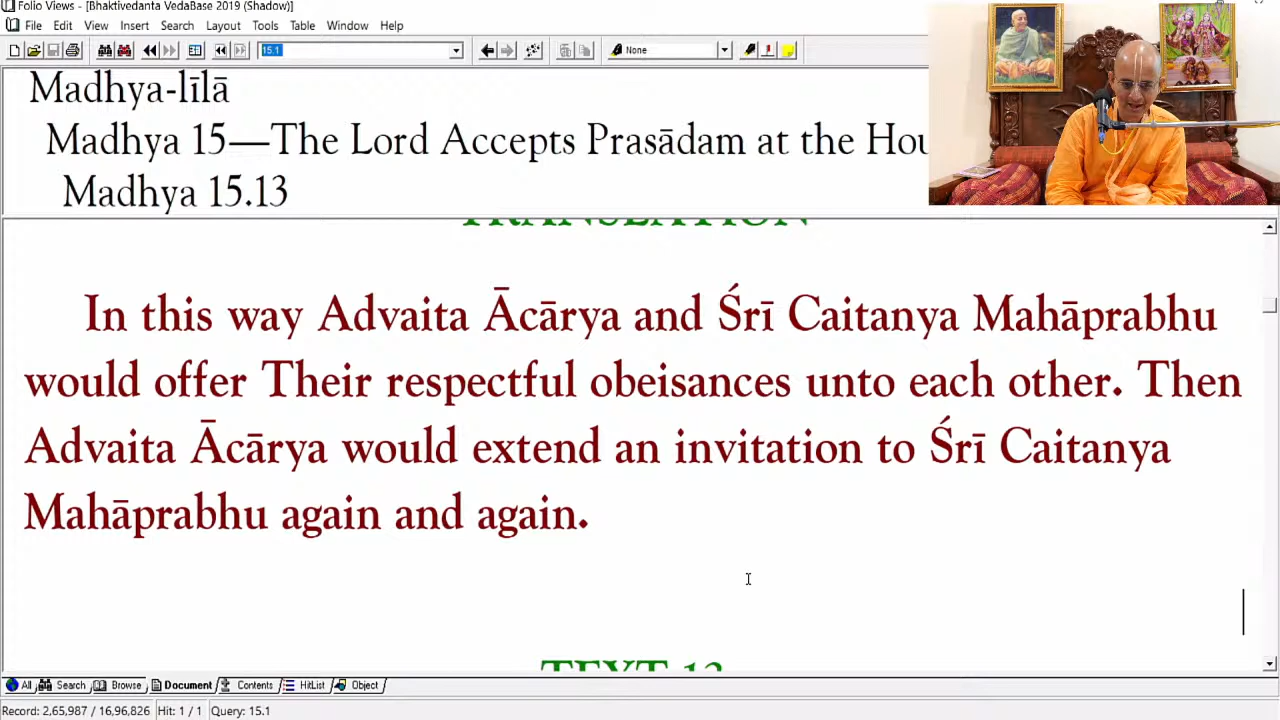 Folio Views - [Bhaktivedanta VedaBase 2019 (Shadow)]
File Edit View Insert Search Layout Tools Table Window Help
15.1 None
Madhya-līlā
Madhya 15—The Lord Accepts Prasādam at the Hou
Madhya 15.13
TRANSLATION
In this way Advaita Ācārya and Śrī Caitanya Mahāprabhu
would offer Their respectful obeisances unto each other. Then
Advaita Ācārya would extend an invitation to Śrī Caitanya
Mahāprabhu again and again.
TEXT 13
All Search Browse Document Contents HitList Object
Record: 2,65,987 / 16,96,826 Hit: 1 / 1 Query: 15.1